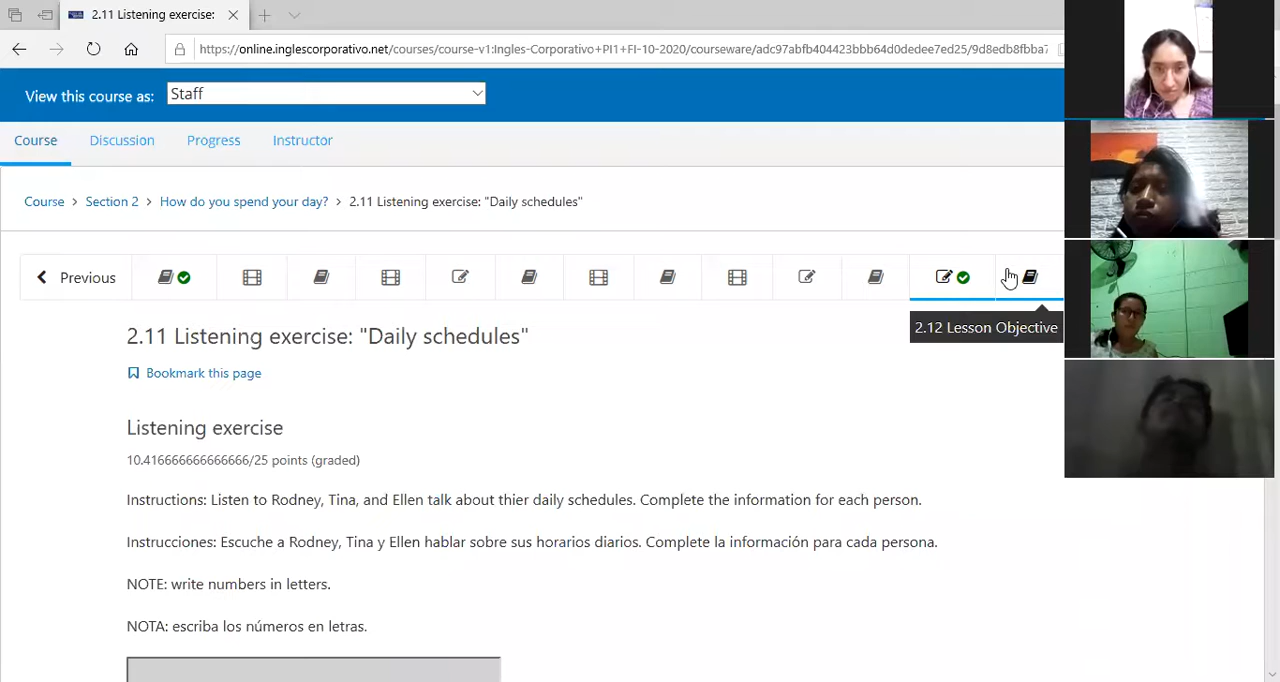 2.11 Listening exercise:
https://online.inglescorporativo.net/courses/course-v1:Ingles-Corporativo+PI1+FI-10-2020/courseware/adc97abfb404423bbb64d0dedee7ed25/9d8edb8fbba7
View this course as: Staff
Course Discussion Progress Instructor
Course > Section 2 > How do you spend your day? > 2.11 Listening exercise: "Daily schedules"
Previous
2.12 Lesson Objective
2.11 Listening exercise: "Daily schedules"
Bookmark this page
Listening exercise
10.416666666666666/25 points (graded)
Instructions: Listen to Rodney, Tina, and Ellen talk about thier daily schedules. Complete the information for each person.
Instrucciones: Escuche a Rodney, Tina y Ellen hablar sobre sus horarios diarios. Complete la información para cada persona.
NOTE: write numbers in letters.
NOTA: escriba los números en letras.